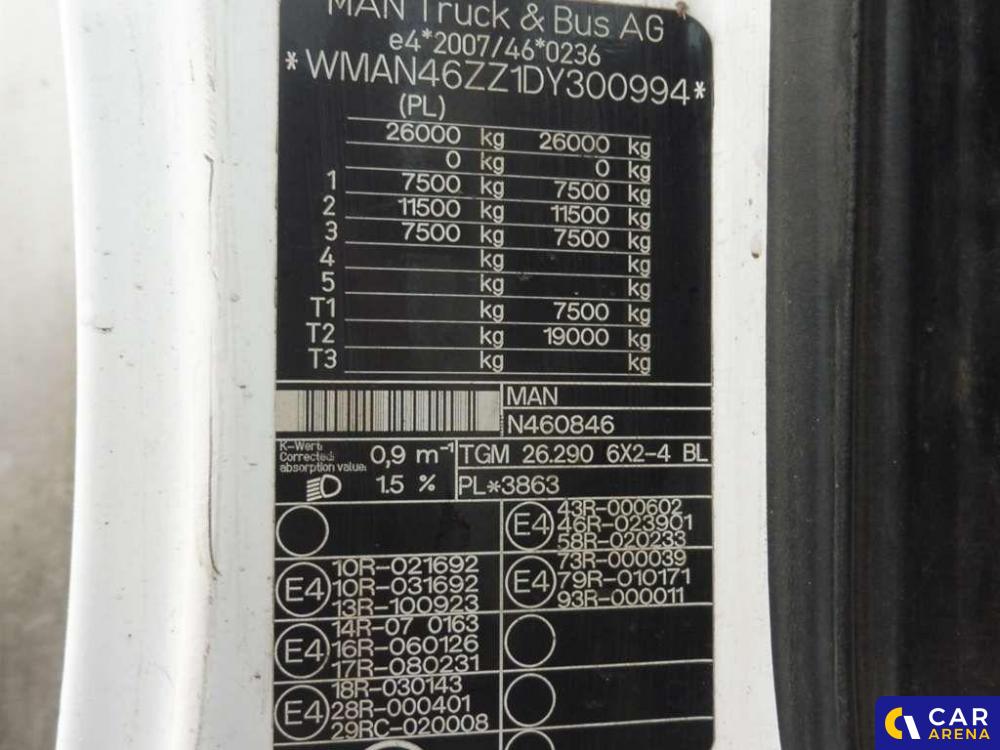 MAN Truck & Bus AG
e4*2007/46*0236
*WMAN46ZZ1DY300994*
(PL)
26000 kg 26000 kg
0 kg 0 kg
1 7500 kg 7500 kg
2 11500 kg 11500 kg
3 7500 kg 7500 kg
4 kg kg
5 kg kg
T1 kg 7500 kg
T2 kg 19000 kg
T3 kg kg
MAN
N460846
K-Wert:
Corrected
absorption value:
0,9 m⁻¹
TGM 26.290 6X2-4 BL
1.5 %
PL*3863
E4
43R-000602
46R-023901
58R-020233
E4
10R-021692
10R-031692
13R-100923
E4
73R-000039
79R-010171
93R-000011
E4
14R-07 0163
16R-060126
17R-080231
E4
18R-030143
28R-000401
29RC-020008
CAR
ARENA